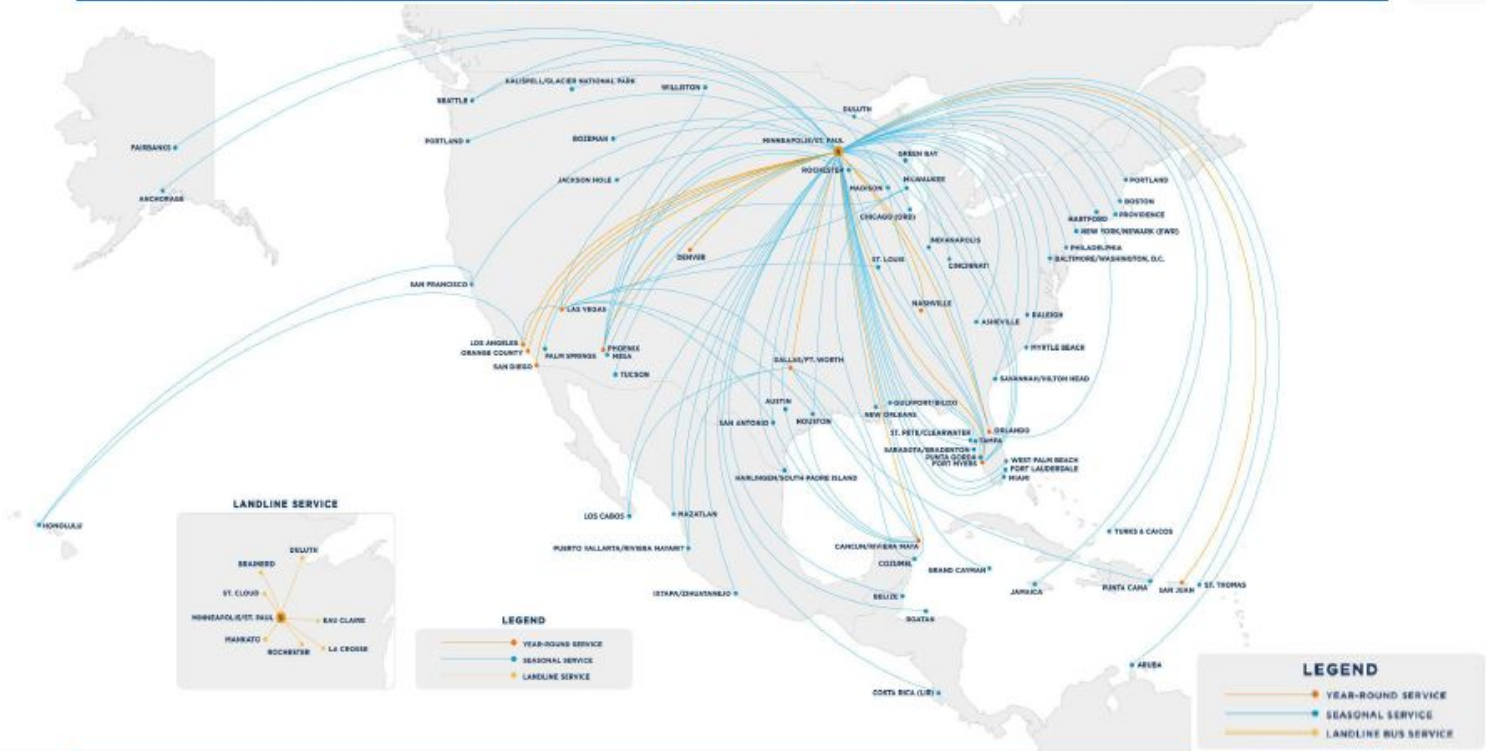 KALISPELL/GLACIER NATIONAL PARK
WILLISTON
SEATTLE
DULUTH
PORTLAND
BOZEMAN
MINNEAPOLIS/ST. PAUL
FAIRBANKS
GREEN BAY
ROCHESTER
JACKSON HOLE
MADISON
MILWAUKEE
PORTLAND
ANCHORAGE
BOSTON
CHICAGO (ORD)
HARTFORD
PROVIDENCE
NEW YORK/NEWARK (EWR)
INDIANAPOLIS
PHILADELPHIA
DENVER
ST. LOUIS
CINCINNATI
BALTIMORE/WASHINGTON, D.C.
SAN FRANCISCO
LAS VEGAS
NASHVILLE
ASHEVILLE
RALEIGH
LOS ANGELES
ORANGE COUNTY
PALM SPRINGS
PHOENIX
MESA
MYRTLE BEACH
SAN DIEGO
TUCSON
DALLAS/FT. WORTH
SAVANNAH/HILTON HEAD
AUSTIN
GULFPORT/BILOXI
NEW ORLEANS
SAN ANTONIO
HOUSTON
ST. PETE/CLEARWATER
ORLANDO
TAMPA
SARASOTA/BRADENTON
PUNTA GORDA
FORT MYERS
WEST PALM BEACH
FORT LAUDERDALE
MIAMI
HARLINGEN/SOUTH PADRE ISLAND
LOS CABOS
MAZATLAN
HONOLULU
TURKS & CAICOS
PUERTO VALLARTA/RIVIERA NAYARIT
CANCUN/RIVIERA MAYA
COZUMEL
GRAND CAYMAN
IXTAPA/ZIHUATANEJO
BELIZE
JAMAICA
PUNTA CANA
SAN JUAN
ST. THOMAS
ROATAN
ARUBA
COSTA RICA (LIR)
LANDLINE SERVICE
DULUTH
BRAINERD
ST. CLOUD
MINNEAPOLIS/ST. PAUL
EAU CLAIRE
MANKATO
ROCHESTER
LA CROSSE
LEGEND
YEAR-ROUND SERVICE
SEASONAL SERVICE
LANDLINE SERVICE
LEGEND
YEAR-ROUND SERVICE
SEASONAL SERVICE
LANDLINE BUS SERVICE